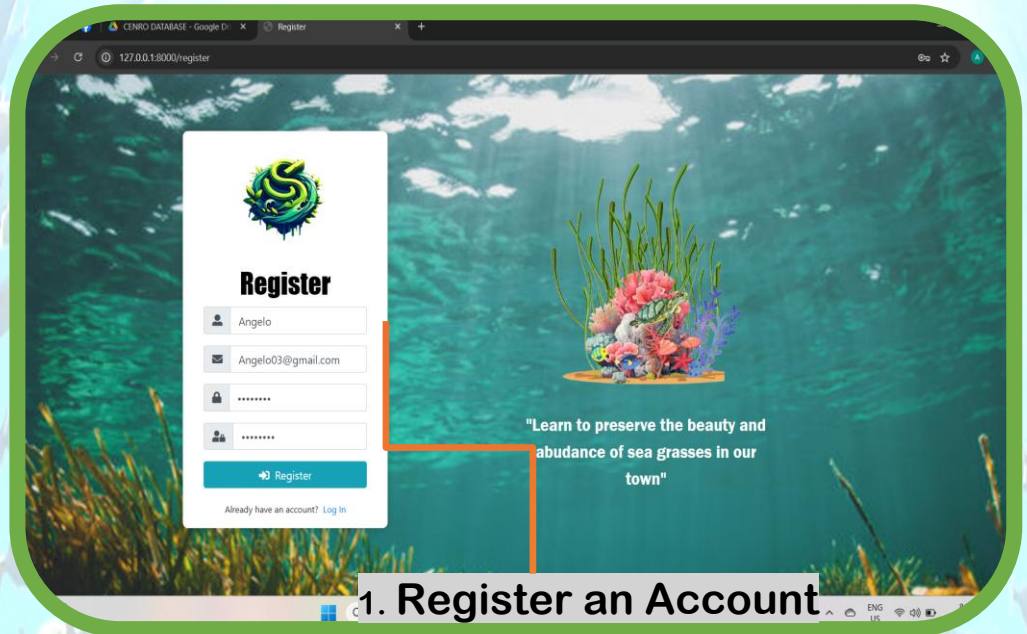 CENRO DATABASE - Google Dri
Register
127.0.0.1:8000/register
A
Register
Angelo
Angelo03@gmail.com
Register
Already have an account? Log In
"Learn to preserve the beauty and
abudance of sea grasses in our
town"
1. Register an Account
ENG
US